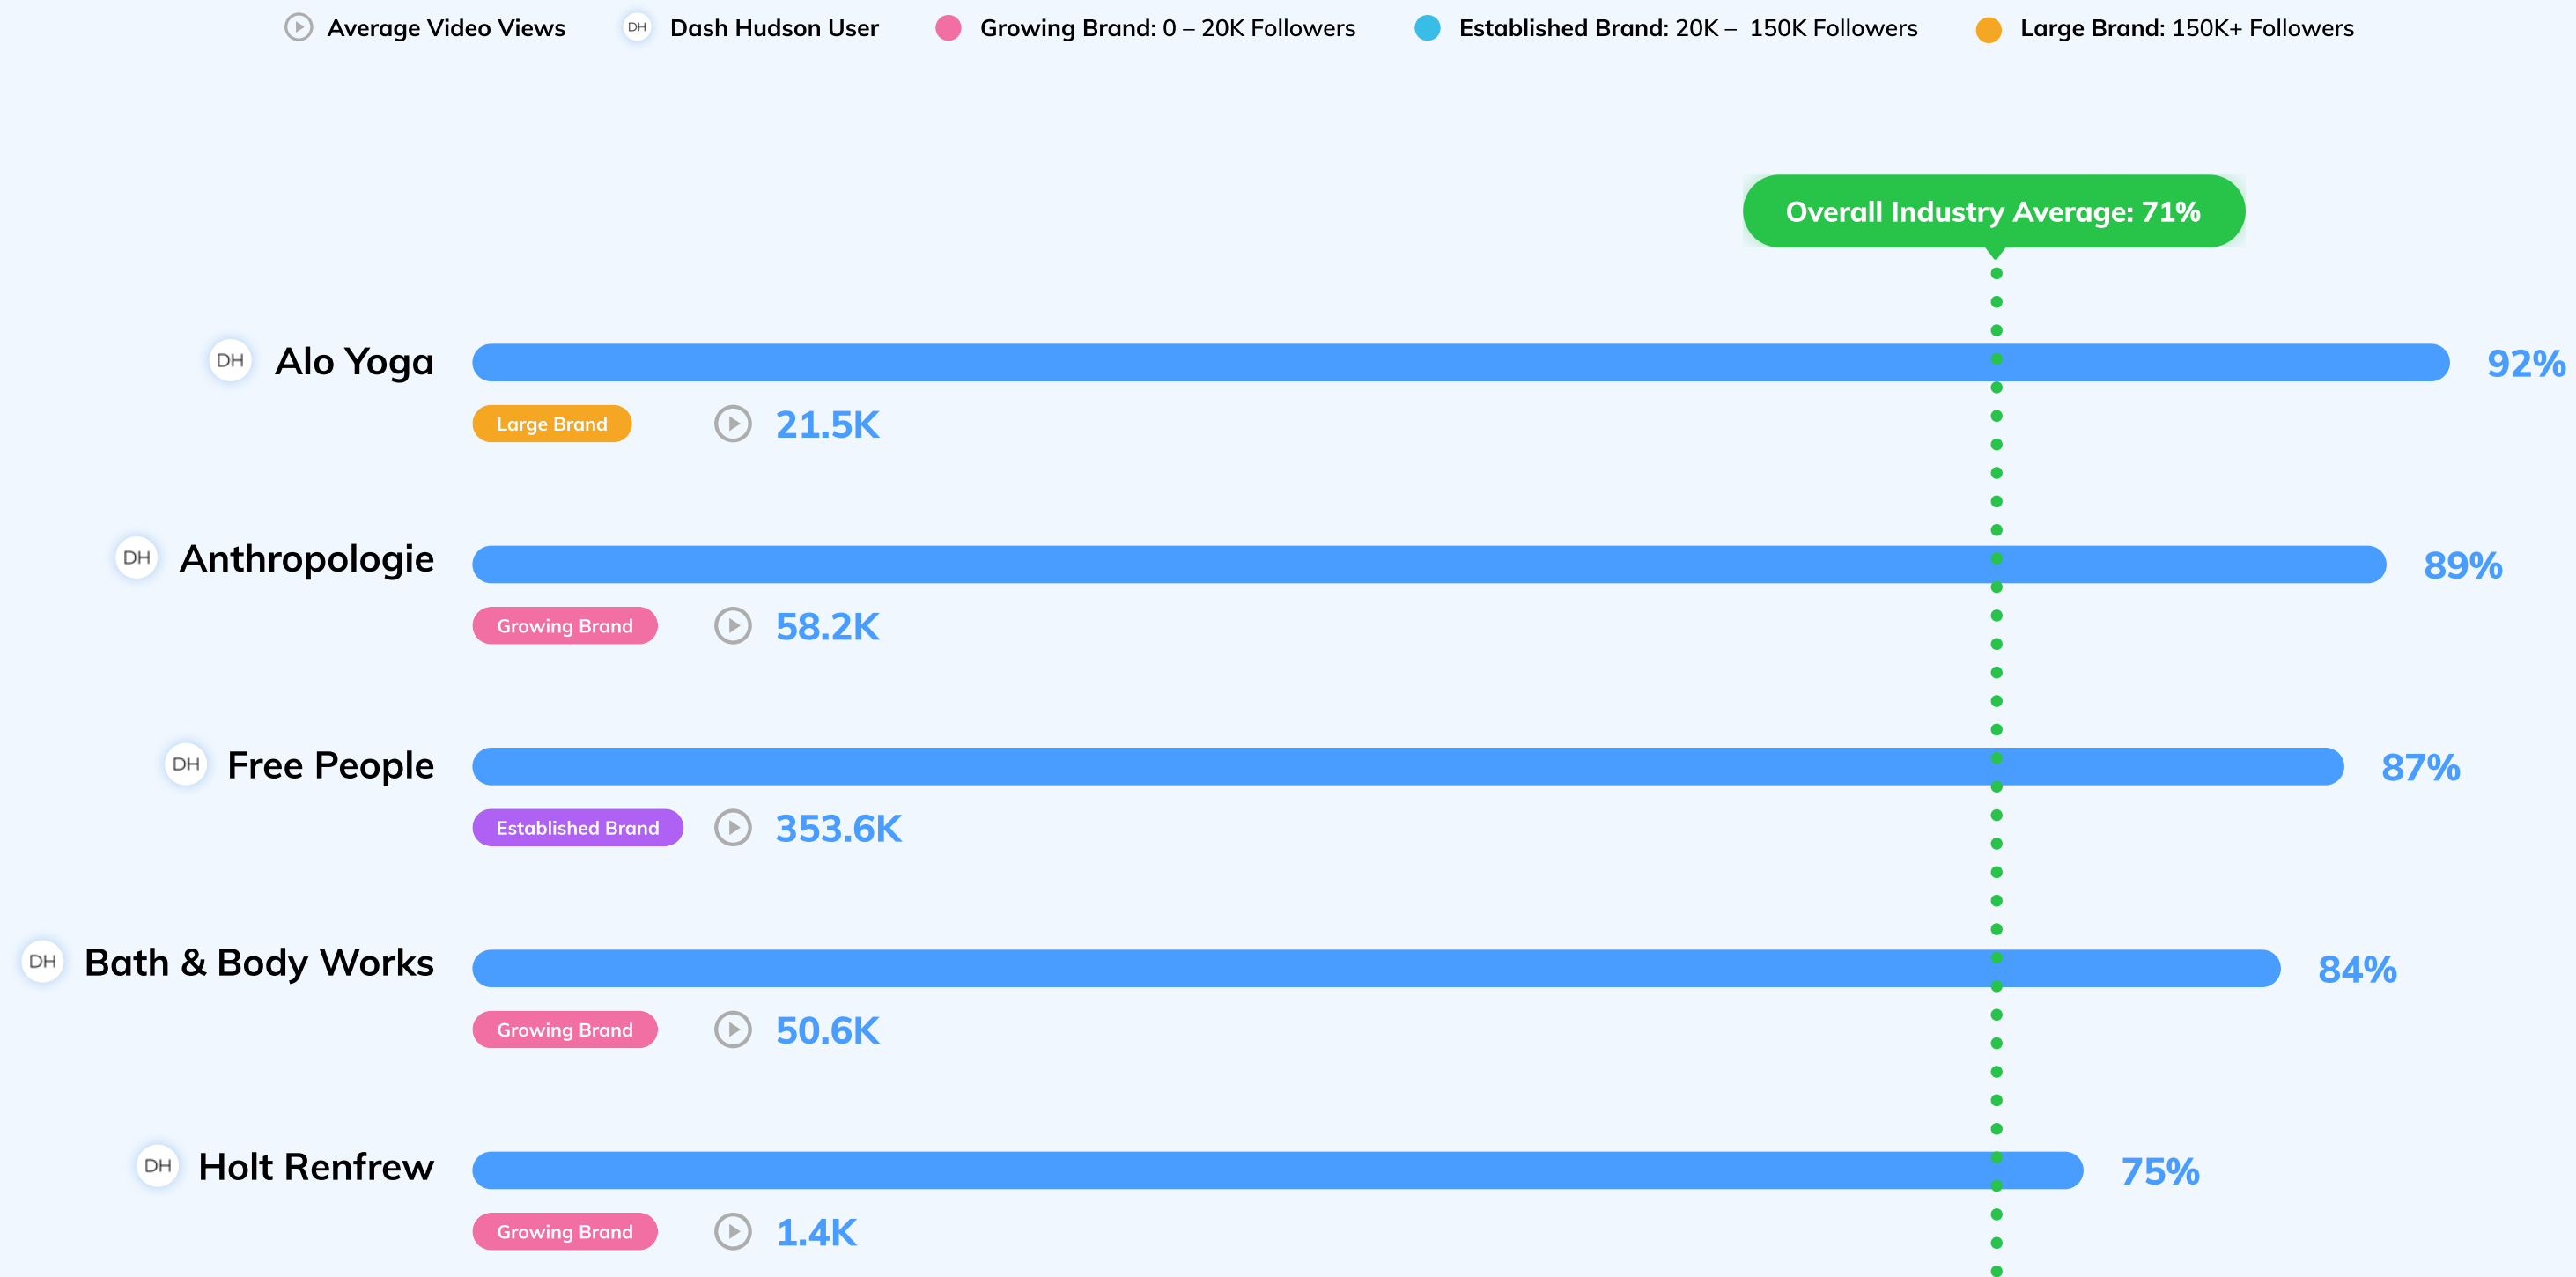 Average Video Views DH Dash Hudson User Growing Brand: 0 – 20K Followers Established Brand: 20K – 150K Followers Large Brand: 150K+ Followers
Overall Industry Average: 71%
DH Alo Yoga 92%
Large Brand 21.5K
DH Anthropologie 89%
Growing Brand 58.2K
DH Free People 87%
Established Brand 353.6K
DH Bath & Body Works 84%
Growing Brand 50.6K
DH Holt Renfrew 75%
Growing Brand 1.4K